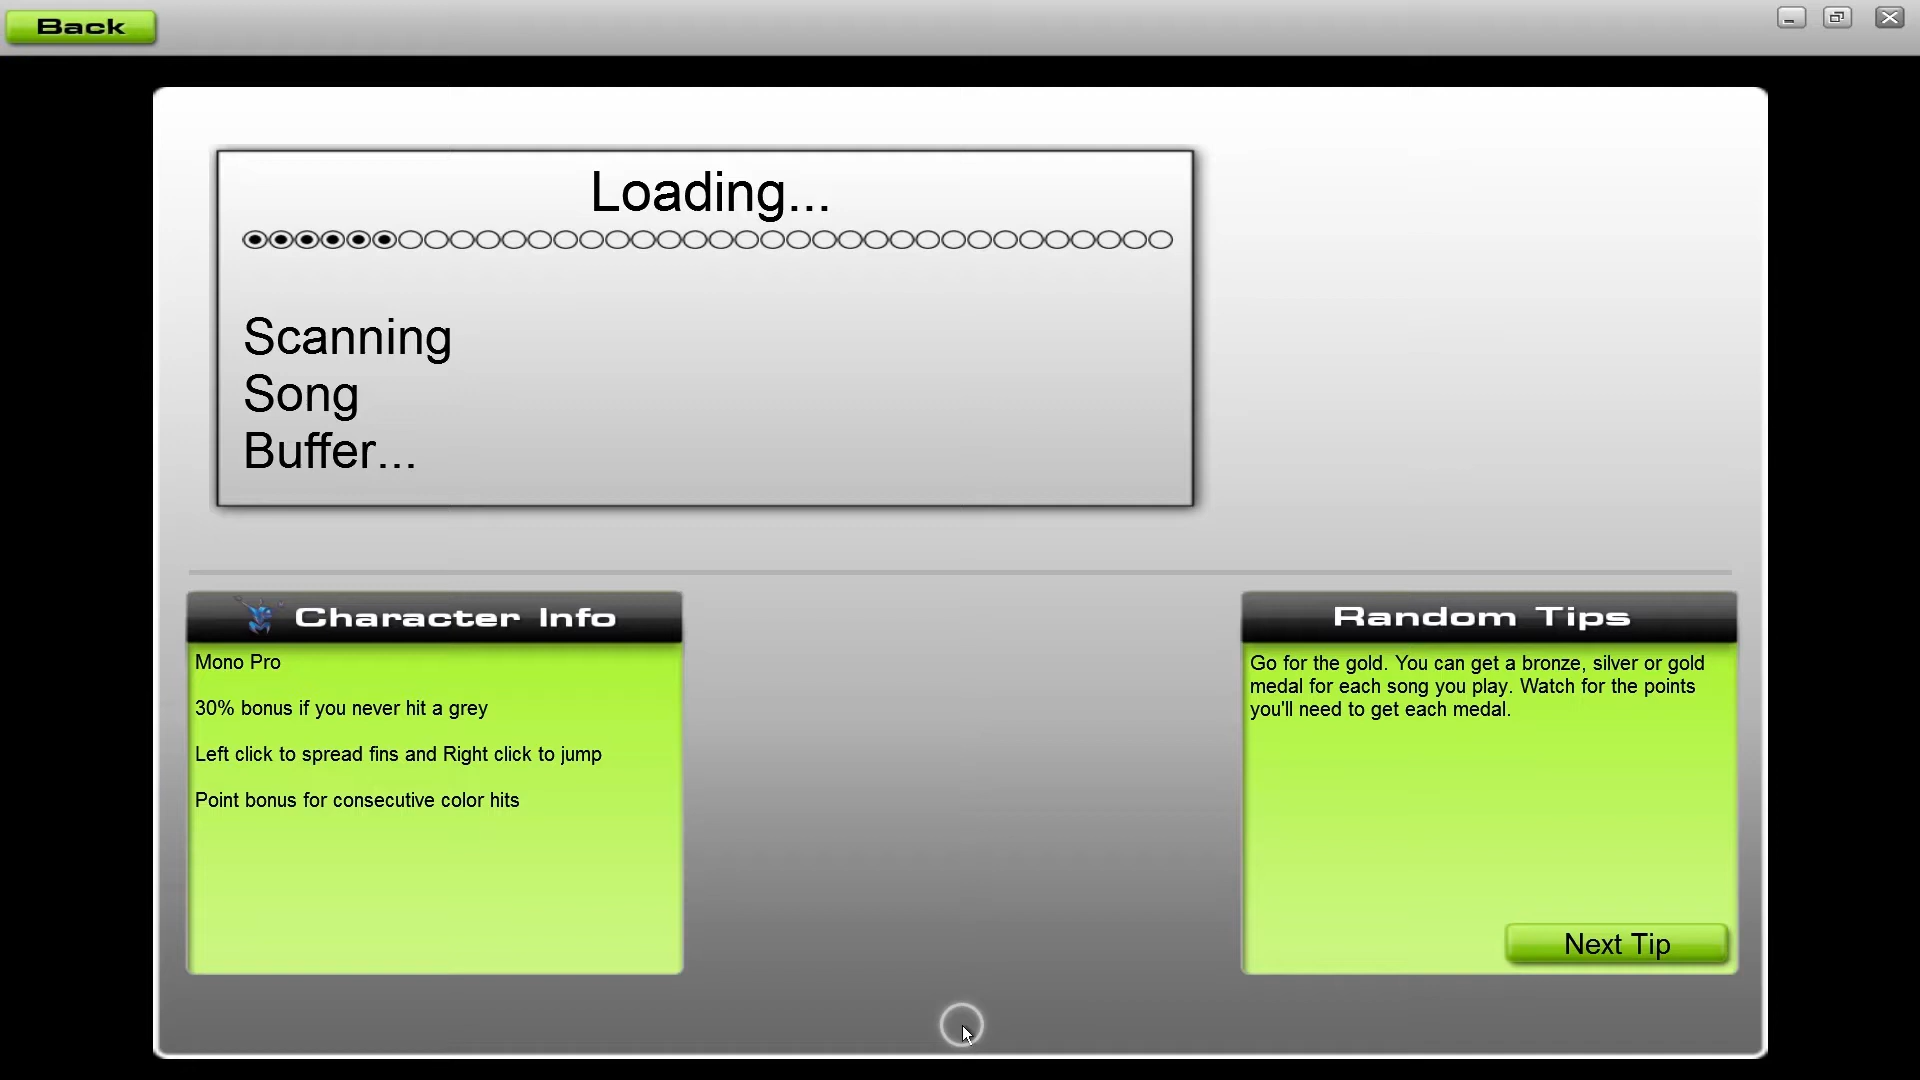 Back
Loading...
Scanning
Song
Buffer...
Character Info
Mono Pro
30% bonus if you never hit a grey
Left click to spread fins and Right click to jump
Point bonus for consecutive color hits
Random Tips
Go for the gold. You can get a bronze, silver or gold
medal for each song you play. Watch for the points
you'll need to get each medal.
Next Tip